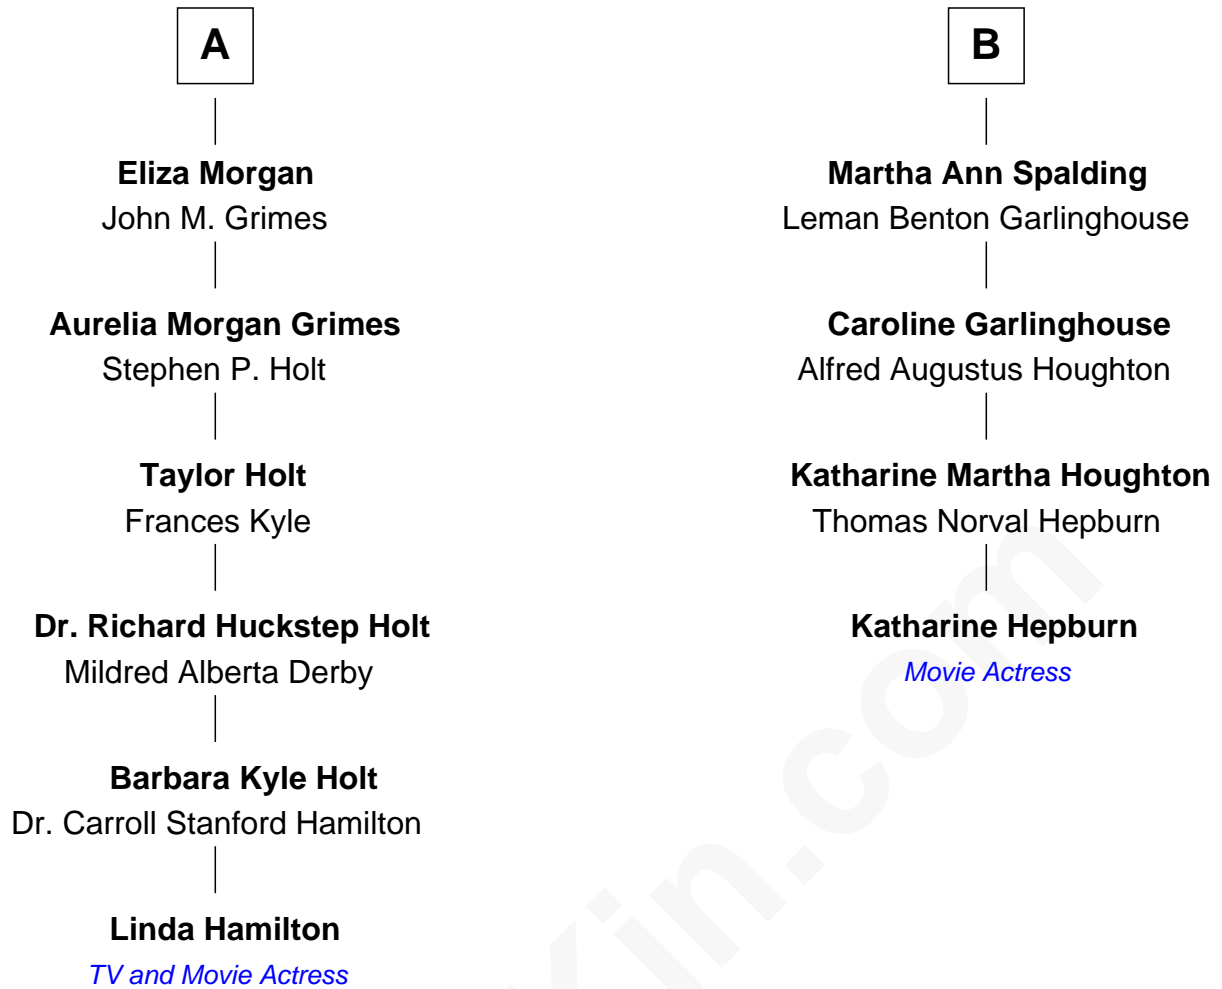 A
Eliza Morgan
John M. Grimes
Aurelia Morgan Grimes
Stephen P. Holt
Taylor Holt
Frances Kyle
Dr. Richard Huckstep Holt
Mildred Alberta Derby
Barbara Kyle Holt
Dr. Carroll Stanford Hamilton
Linda Hamilton
TV and Movie Actress
B
Martha Ann Spalding
Leman Benton Garlinghouse
Caroline Garlinghouse
Alfred Augustus Houghton
Katharine Martha Houghton
Thomas Norval Hepburn
Katharine Hepburn
Movie Actress
Kin.com